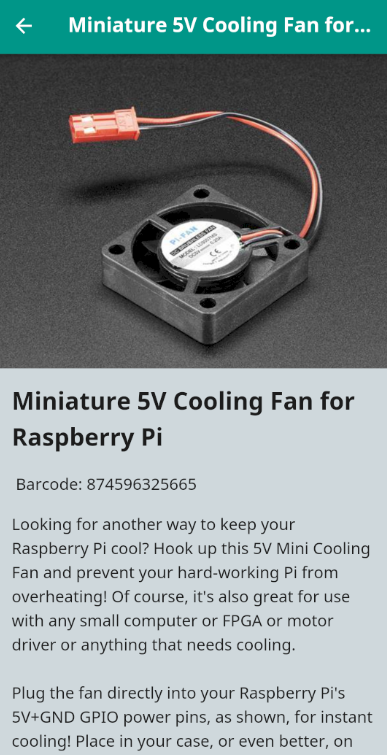 Miniature 5V Cooling Fan for...
PI-FAN
DC BRUSHLESS FAN
CE
Miniature 5V Cooling Fan for
Raspberry Pi
Barcode: 874596325665
Looking for another way to keep your
Raspberry Pi cool? Hook up this 5V Mini Cooling
Fan and prevent your hard-working Pi from
overheating! Of course, it's also great for use
with any small computer or FPGA or motor
driver or anything that needs cooling.
Plug the fan directly into your Raspberry Pi's
5V+GND GPIO power pins, as shown, for instant
cooling! Place in your case, or even better, on